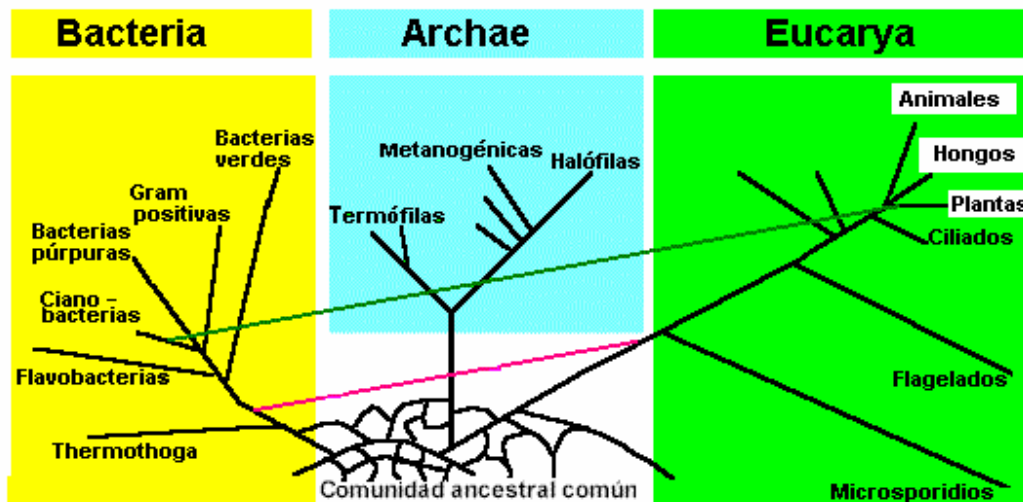 Bacteria
Archae
Eucarya
Bacterias
verdes
Gram
positivas
Bacterias
púrpuras
Ciano –
bacterias
Flavobacterias
Thermothoga
Metanogénicas
Halófilas
Termófilas
Animales
Hongos
Plantas
Ciliados
Flagelados
Microsporidios
Comunidad ancestral común